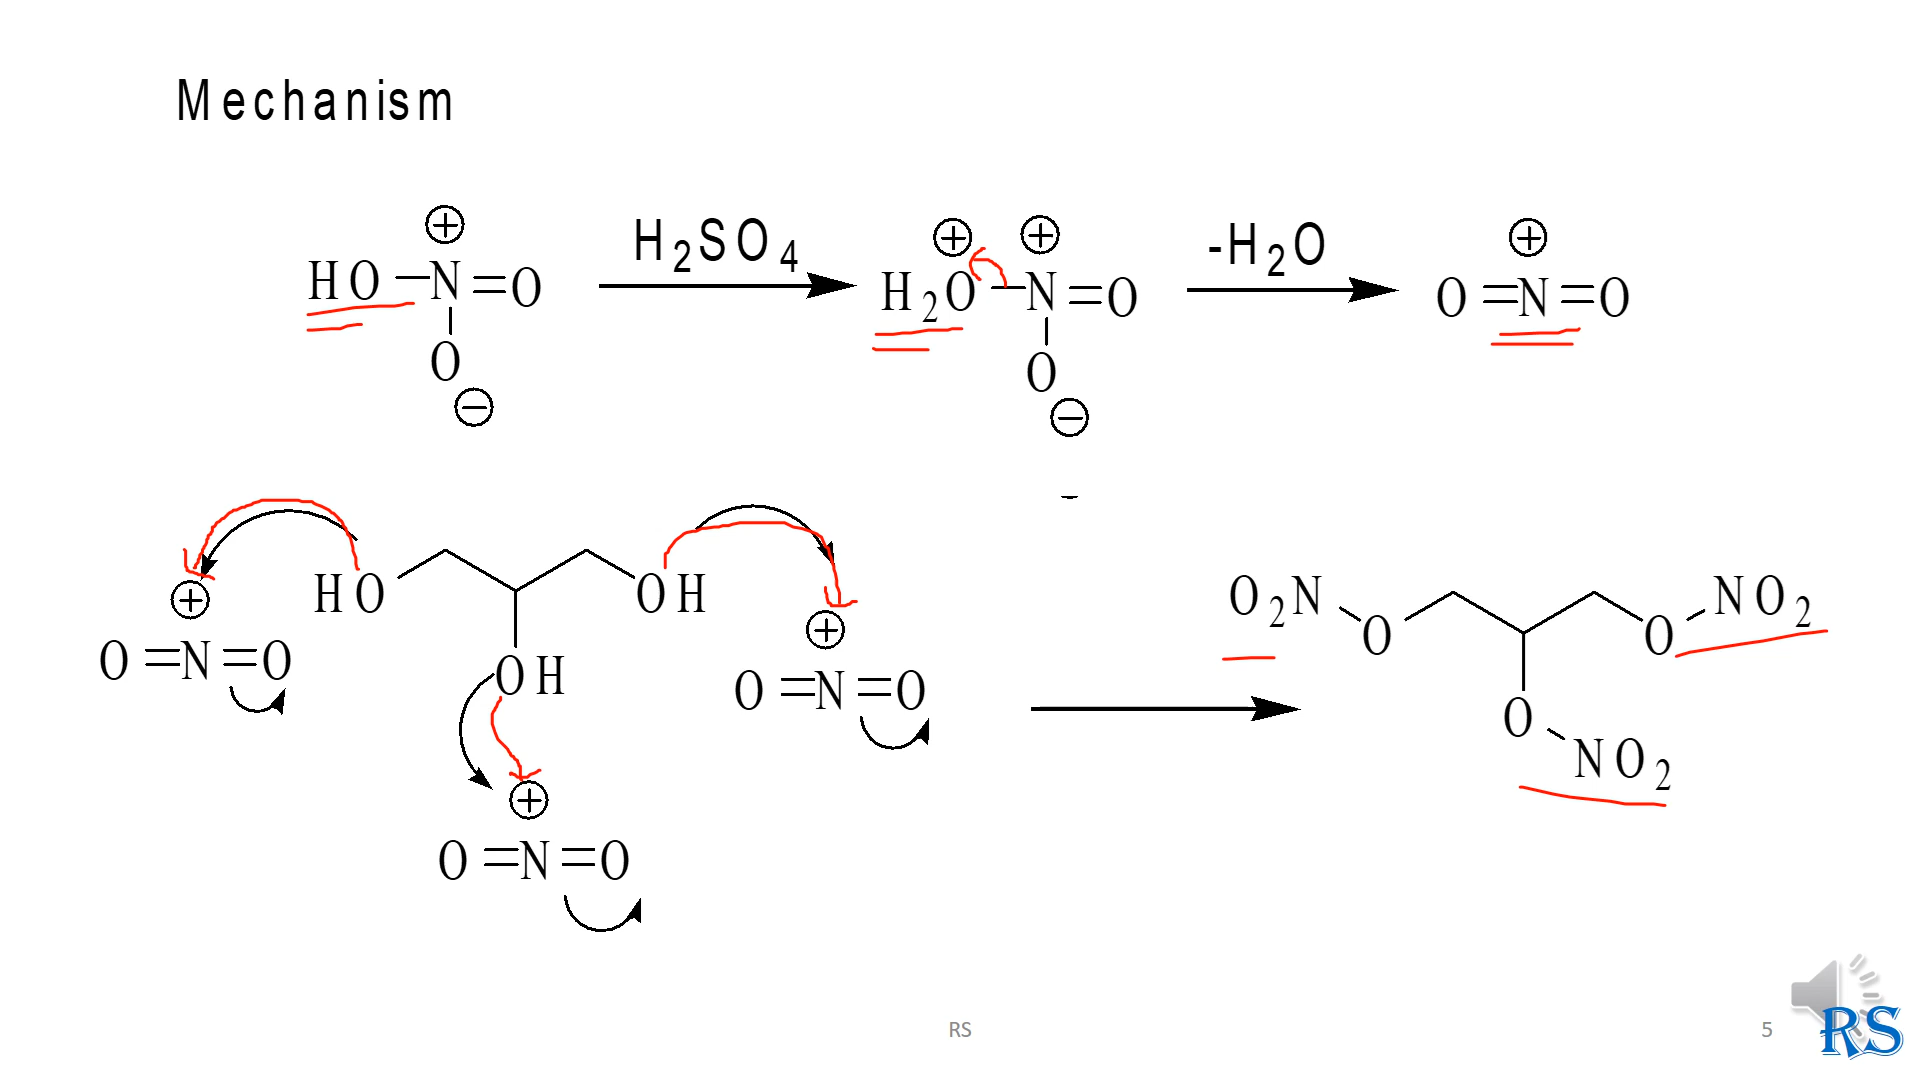 Mechanism
HO–N=O
O
H2SO4
H2O–N=O
O
-H2O
O=N=O
HO
OH
OH
O=N=O
O=N=O
O=N=O
O2N
O
O
NO2
O
NO2
RS
5
RS